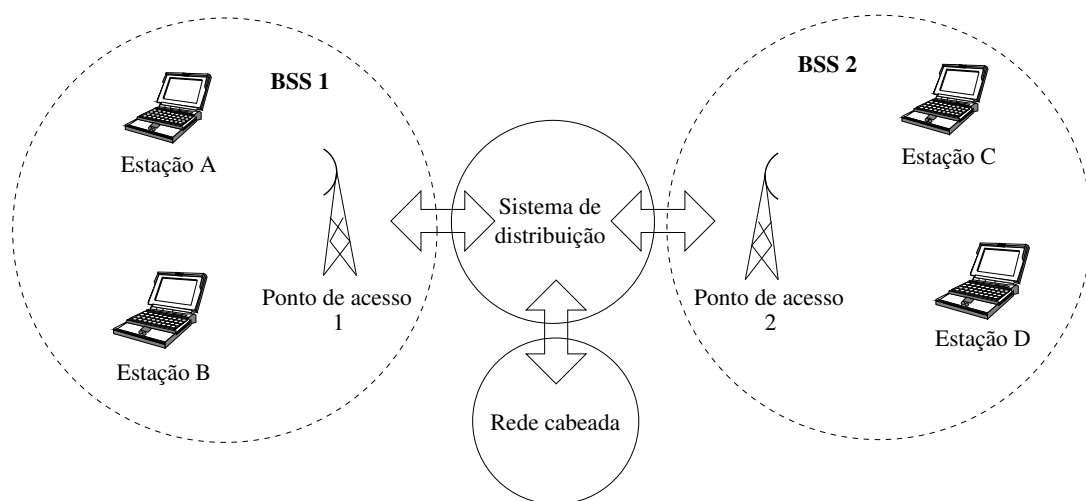 BSS 1
Estação A
Estação B
Ponto de acesso
1
Sistema de
distribuição
Rede cabeada
BSS 2
Estação C
Ponto de acesso
2
Estação D